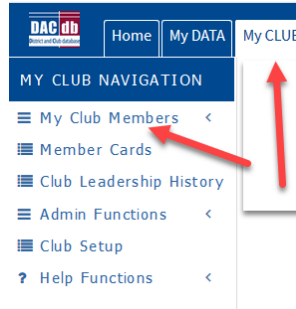 DAC db
District and Club database
Home
My DATA
My CLUB
MY CLUB NAVIGATION
My Club Members <
Member Cards
Club Leadership History
Admin Functions <
Club Setup
? Help Functions <